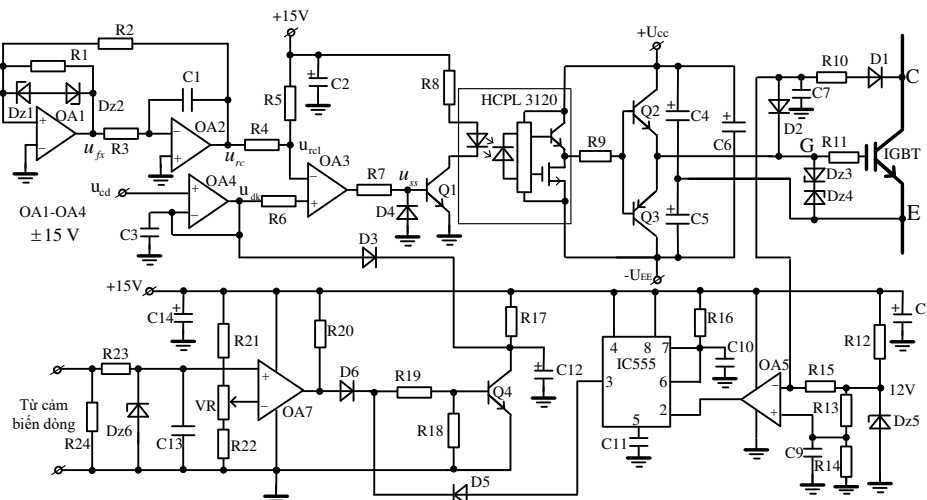 R2
+15V
+Ucc
R1
Dz1
Dz2
C1
R5
C2
R8
HCPL 3120
R10
D1
C
C7
OA1
R3
OA2
R4
u_fx
u_rc
u_rc1
Q2
C4
D2
R9
C6
G
R11
IGBT
OA3
u_cd
OA4
u_dk
R6
R7
u_ss
Q1
D4
Q3
C5
Dz3
Dz4
E
OA1-OA4
±15 V
C3
D3
-U_EE
+15V
C14
R21
R20
R17
R16
R12
4
8
7
IC555
C10
R23
OA7
D6
R19
Q4
C12
3
6
2
OA5
R15
12V
Từ cảm
biến dòng
VR
R24
Dz6
C13
R22
R18
5
C11
R13
Dz5
C9
R14
D5